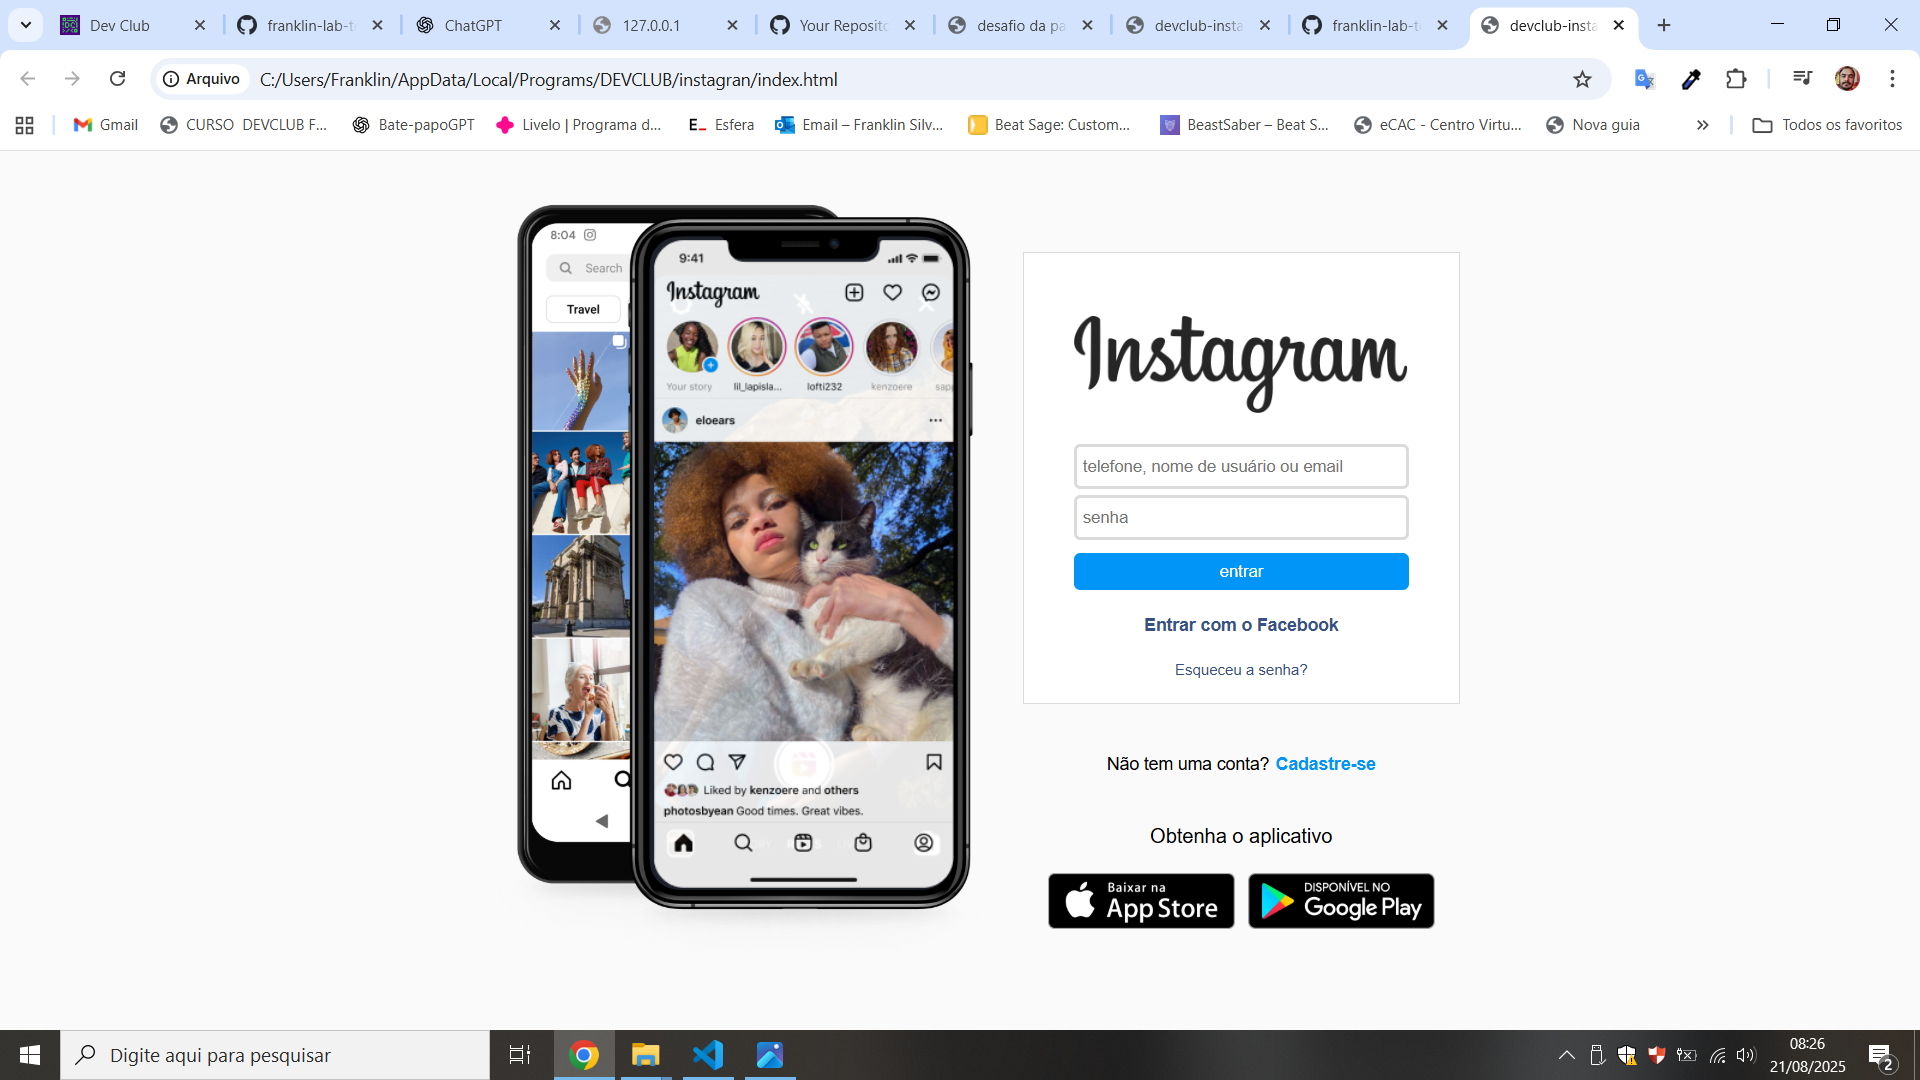 Dev Club
franklin-lab-t
ChatGPT
127.0.0.1
Your Reposito
desafio da pa
devclub-insta
franklin-lab-t
devclub-insta
Arquivo
C:/Users/Franklin/AppData/Local/Programs/DEVCLUB/instagran/index.html
Gmail
CURSO DEVCLUB F...
Bate-papoGPT
Livelo | Programa d...
E_ Esfera
Email – Franklin Silv...
Beat Sage: Custom...
BeastSaber – Beat S...
eCAC - Centro Virtu...
Nova guia
Todos os favoritos
8:04
Search
Travel
9:41
Instagram
Your story
lil_lapisla...
lofti232
kenzoere
sap
eloears
Liked by kenzoere and others
photosbyean Good times. Great vibes.
Instagram
telefone, nome de usuário ou email
senha
entrar
Entrar com o Facebook
Esqueceu a senha?
Não tem uma conta? Cadastre-se
Obtenha o aplicativo
Baixar na
App Store
DISPONÍVEL NO
Google Play
Digite aqui para pesquisar
08:26
21/08/2025
2